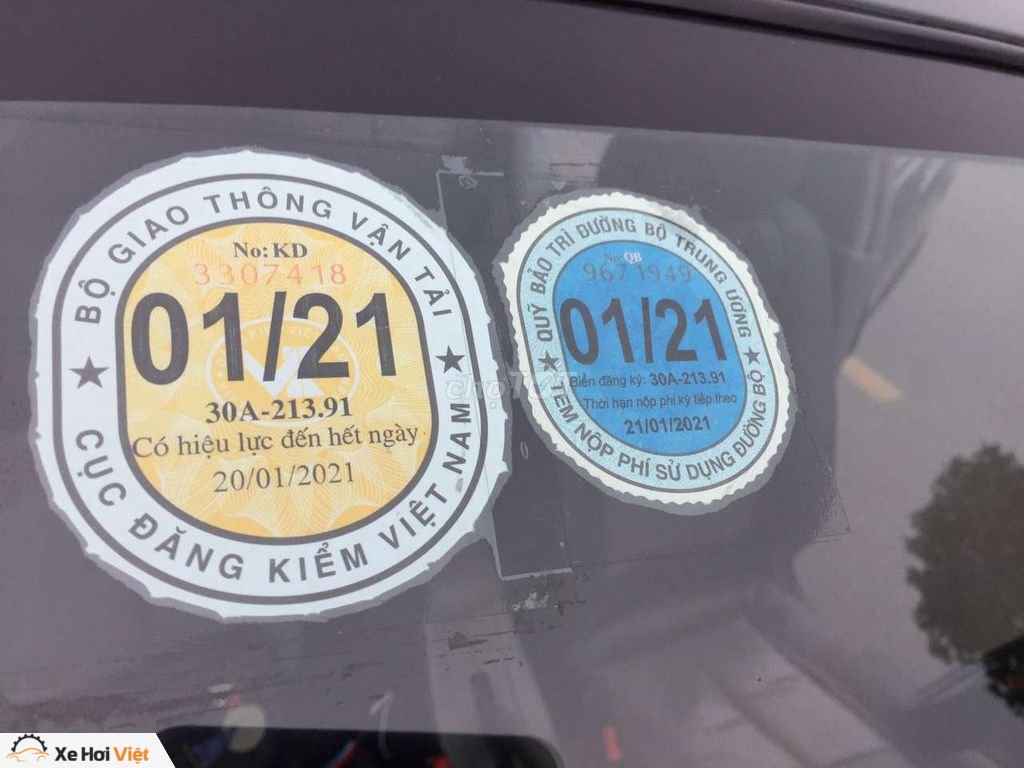 BỘ GIAO THÔNG VẬN TẢI
No: KD
3307418
01/21
30A-213.91
Có hiệu lực đến hết ngày
20/01/2021
CỤC ĐĂNG KIỂM VIỆT NAM
QUỸ BẢO TRÌ ĐƯỜNG BỘ TRUNG ƯƠNG
No: QB
9671949
01/21
Biển đăng ký: 30A-213.91
Thời hạn nộp phí kỳ tiếp theo
21/01/2021
TEM NỘP PHÍ SỬ DỤNG ĐƯỜNG BỘ
chợTỐT
Xe Hơi Việt